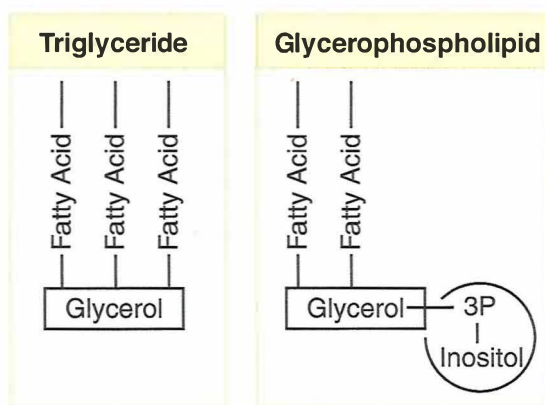 Triglyceride
Fatty Acid
Fatty Acid
Fatty Acid
Glycerol
Glycerophospholipid
Fatty Acid
Fatty Acid
Glycerol
3P
Inositol